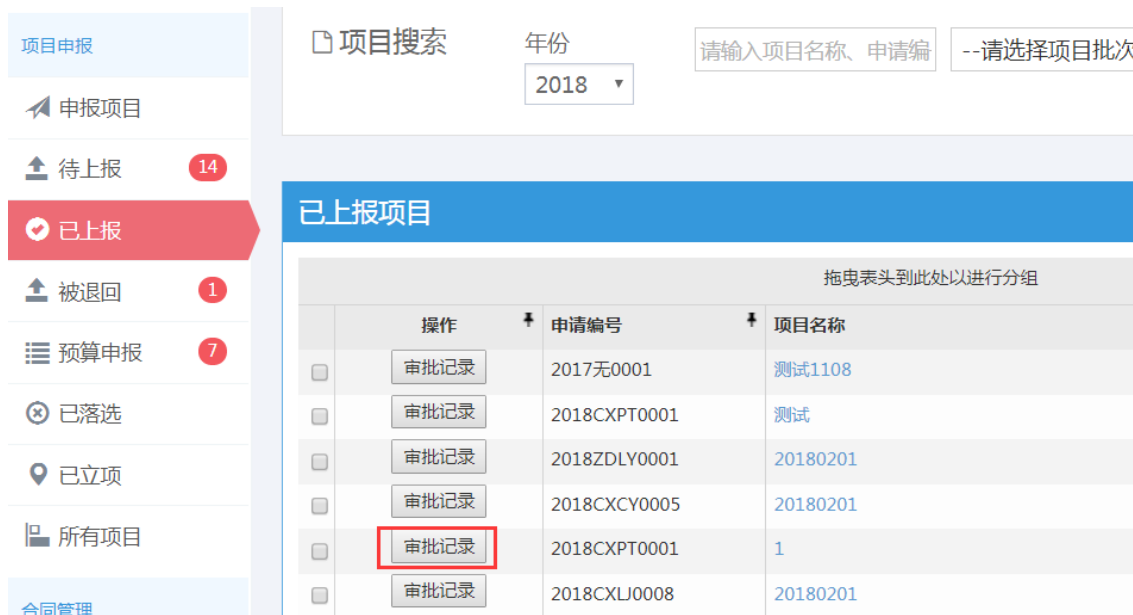 项目申报
申报项目
待上报 14
已上报
被退回 1
预算申报 7
已落选
已立项
所有项目
合同管理
项目搜索
年份
2018
请输入项目名称、申请编
--请选择项目批次
已上报项目
拖曳表头到此处以进行分组
操作 申请编号 项目名称
审批记录 2017无0001 测试1108
审批记录 2018CXPT0001 测试
审批记录 2018ZDLY0001 20180201
审批记录 2018CXCY0005 20180201
审批记录 2018CXPT0001 1
审批记录 2018CXLJ0008 20180201